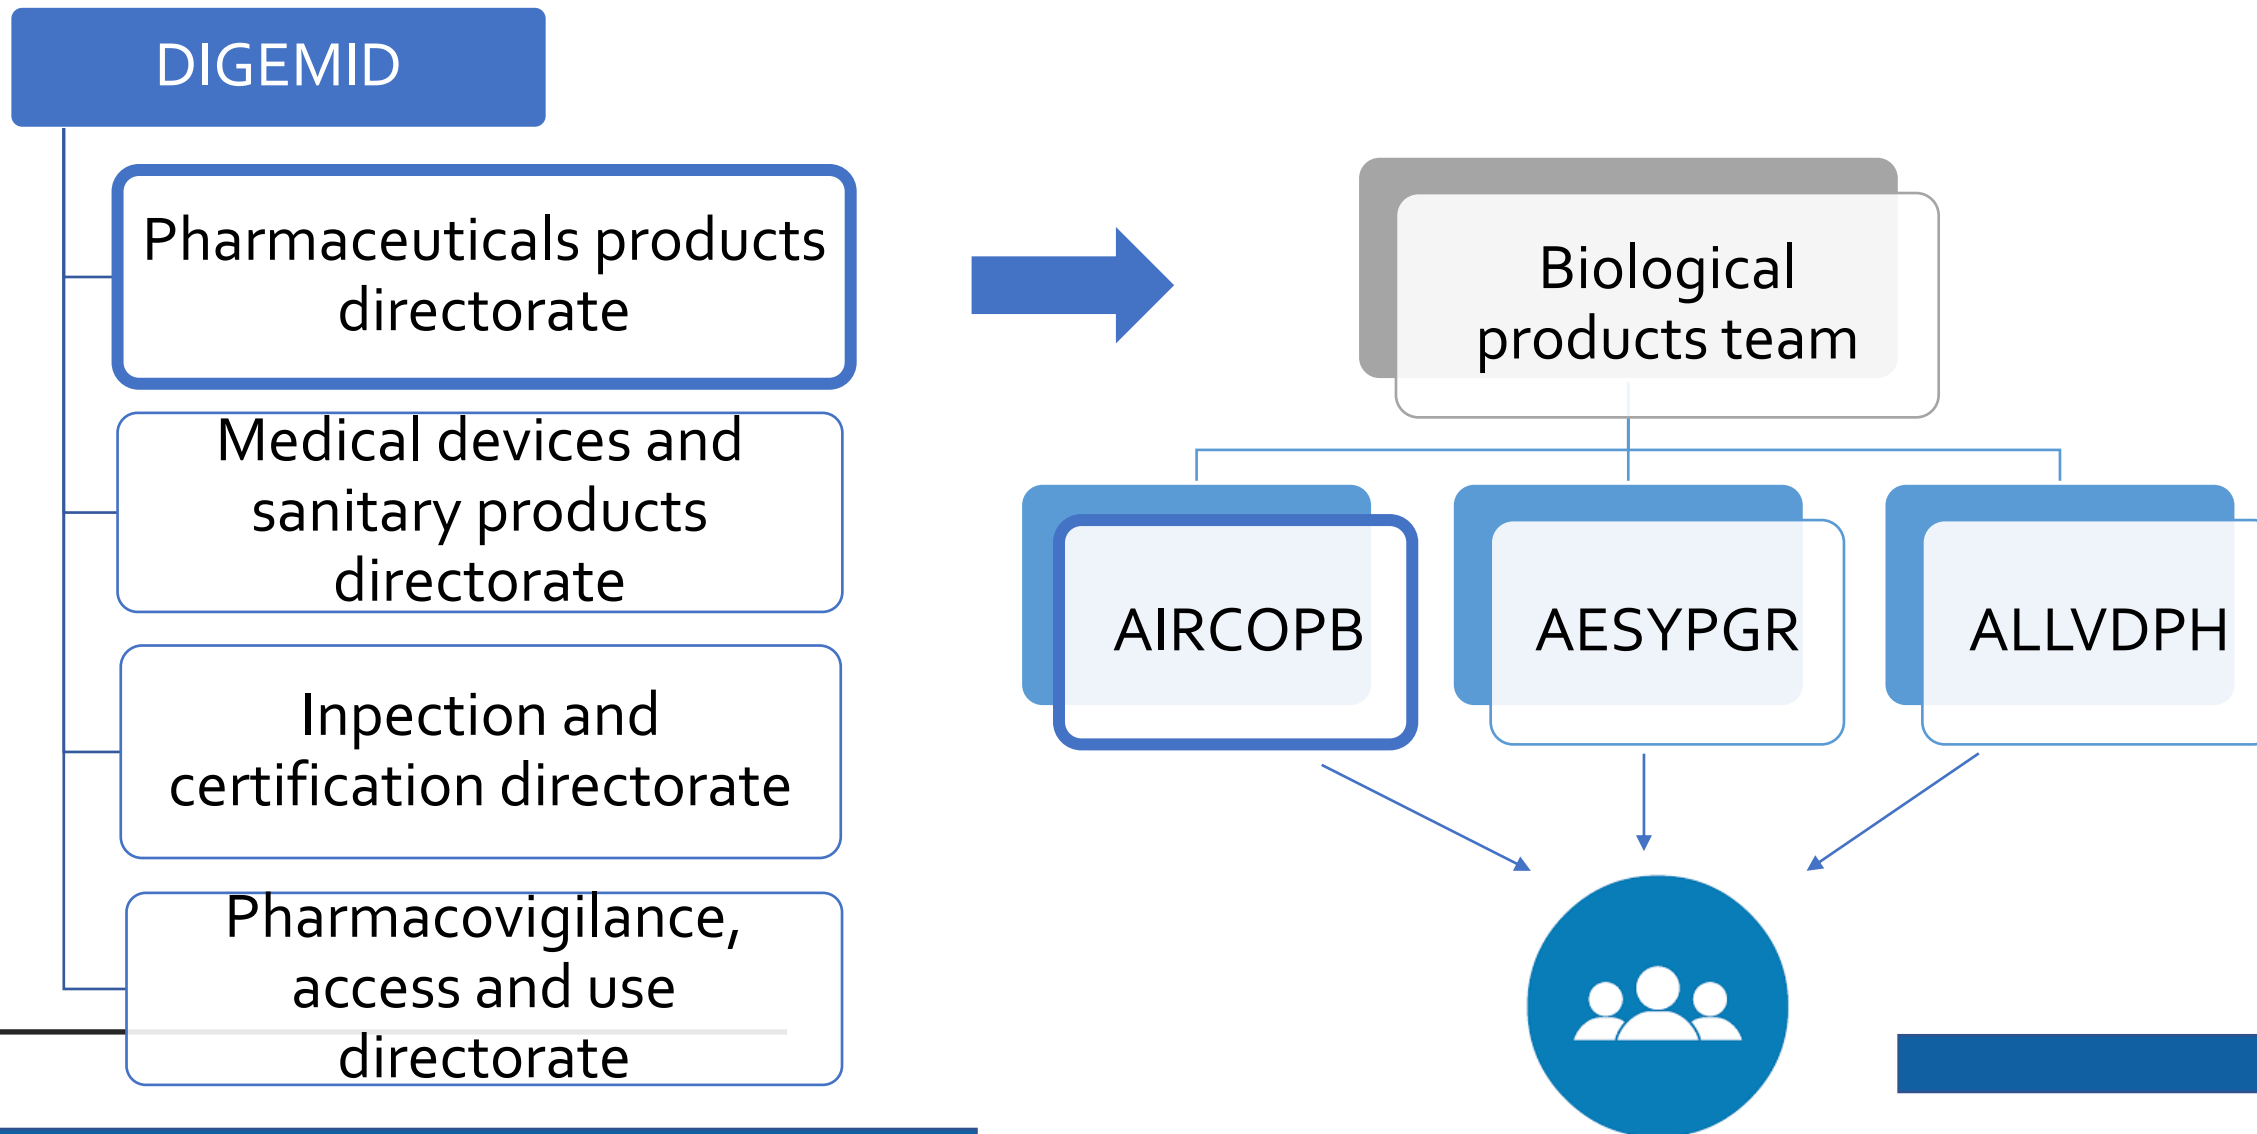 DIGEMID
Pharmaceuticals products
directorate
Medical devices and
sanitary products
directorate
Inpection and
certification directorate
Pharmacovigilance,
access and use
directorate
Biological
products team
AIRCOPB
AESYPGR
ALLVDPH